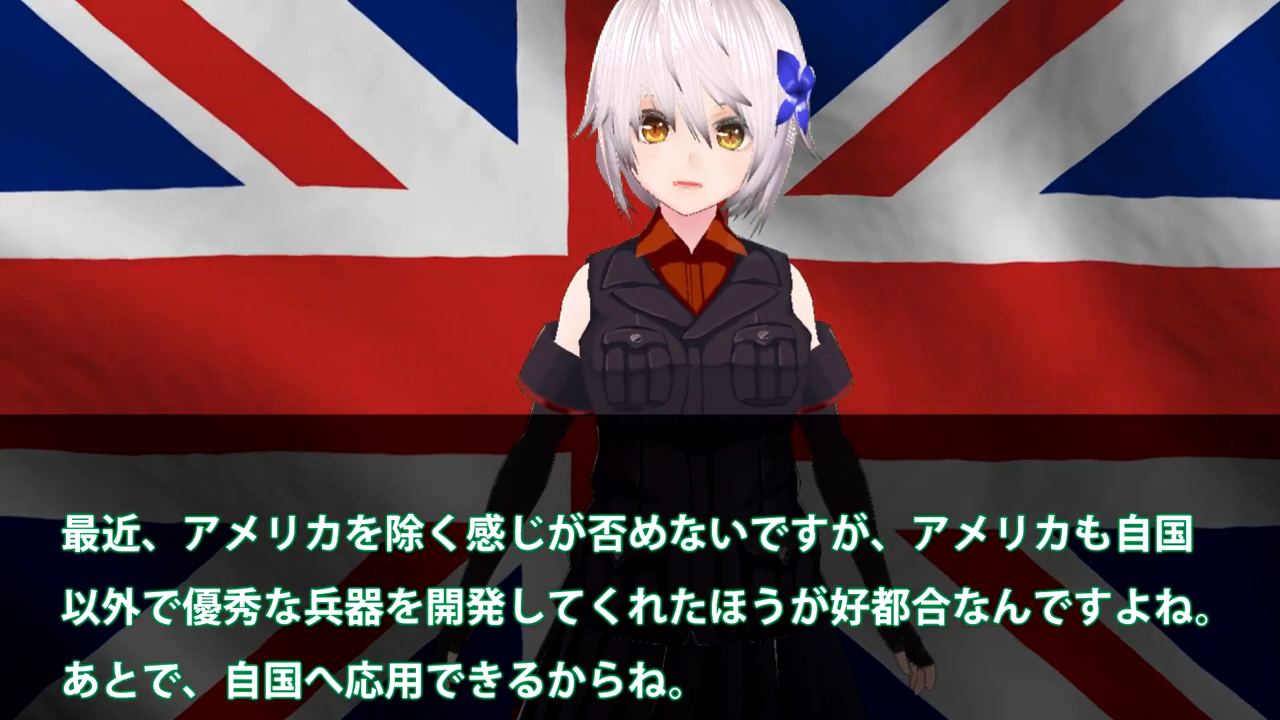 最近、アメリカを除く感じが否めないですが、アメリカも自国
以外で優秀な兵器を開発してくれたほうが好都合なんですよね。
あとで、自国へ応用できるからね。